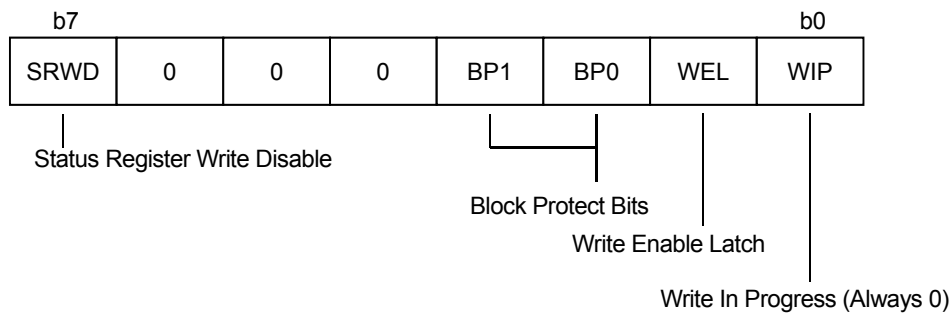 b7 b0
SRWD 0 0 0 BP1 BP0 WEL WIP
Status Register Write Disable
Block Protect Bits
Write Enable Latch
Write In Progress (Always 0)